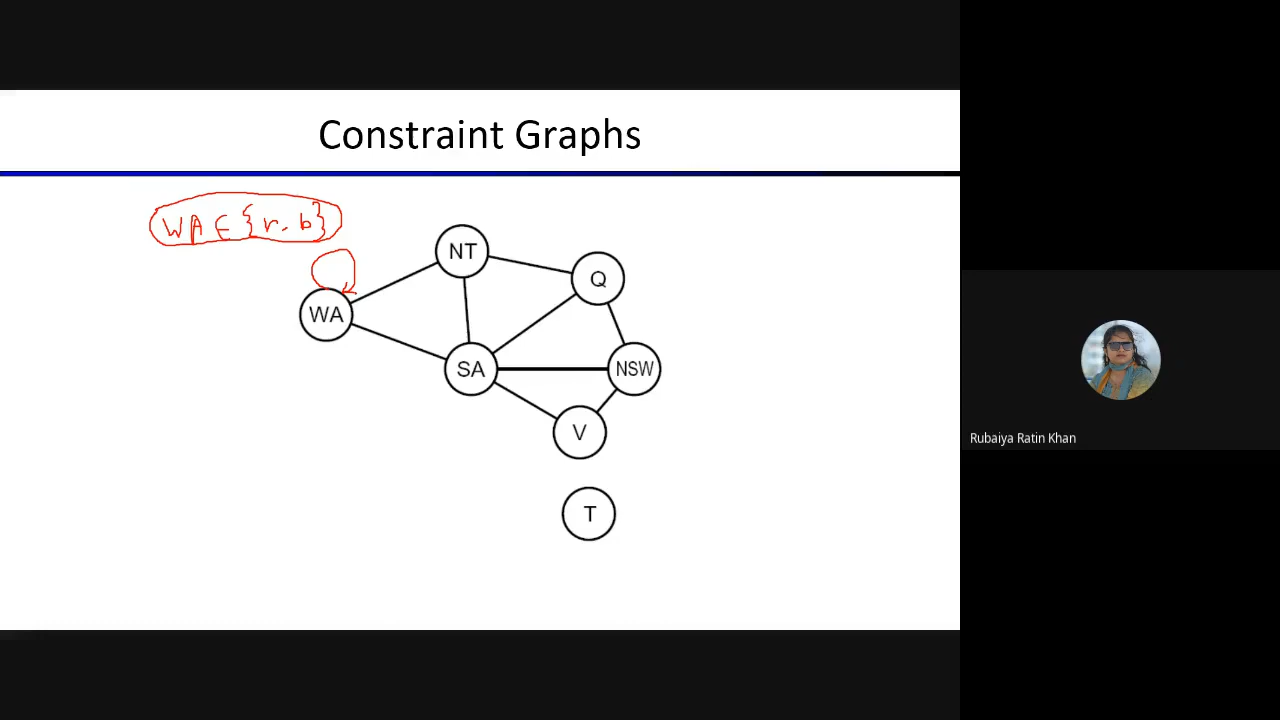 Constraint Graphs
WA ∈ {r, b}
NT
Q
WA
SA
NSW
V
T
Rubaiya Ratin Khan